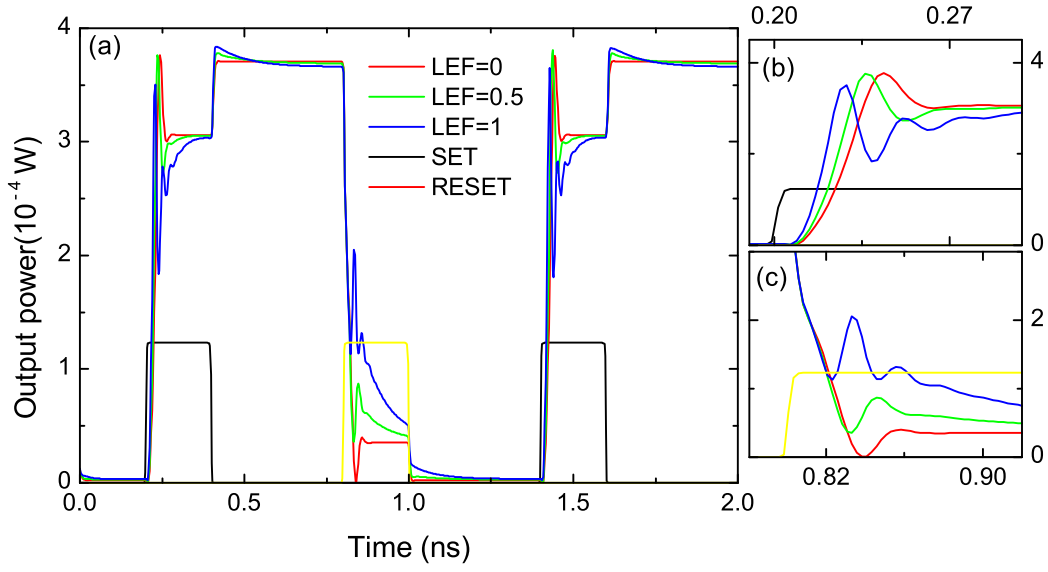 (a)
LEF=0
LEF=0.5
LEF=1
SET
RESET
Output power(10⁻⁴ W)
4
3
2
1
0
0.0 0.5 1.0 1.5 2.0
Time (ns)
0.20 0.27
(b)
4
0
(c)
2
0
0.82 0.90